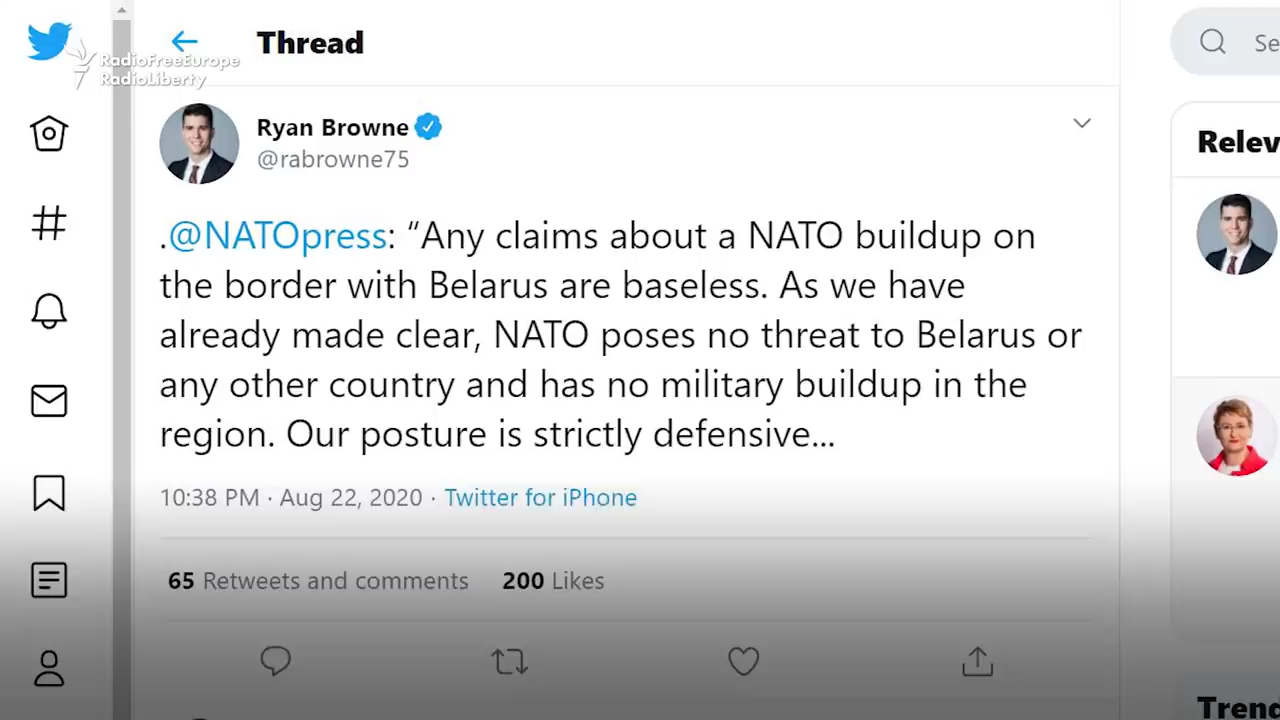 RadioFreeEurope
RadioLiberty
Thread
Ryan Browne
@rabrowne75
.@NATOpress: “Any claims about a NATO buildup on
the border with Belarus are baseless. As we have
already made clear, NATO poses no threat to Belarus or
any other country and has no military buildup in the
region. Our posture is strictly defensive...
10:38 PM · Aug 22, 2020 · Twitter for iPhone
65 Retweets and comments 200 Likes
Se
Relev
Trend